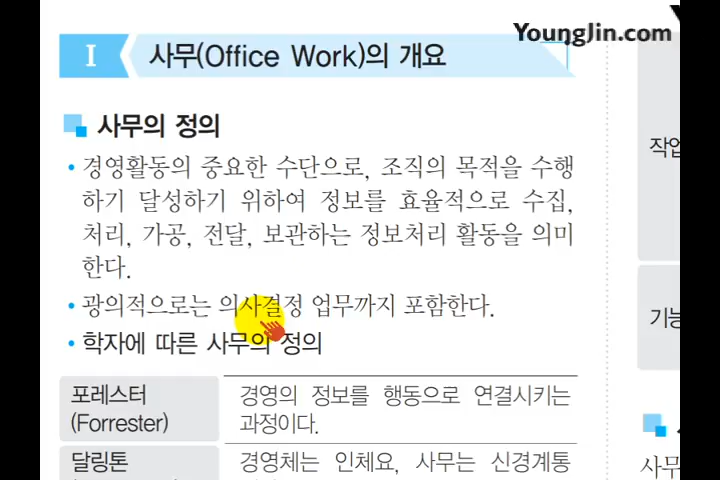 YoungJin.com
I 사무(Office Work)의 개요
사무의 정의
• 경영활동의 중요한 수단으로, 조직의 목적을 수행
하기 달성하기 위하여 정보를 효율적으로 수집,
처리, 가공, 전달, 보관하는 정보처리 활동을 의미
한다.
• 광의적으로는 의사결정 업무까지 포함한다.
• 학자에 따른 사무의 정의
포레스터
(Forrester)
경영의 정보를 행동으로 연결시키는
과정이다.
달링톤
경영체는 인체요, 사무는 신경계통
작업
기능
사무